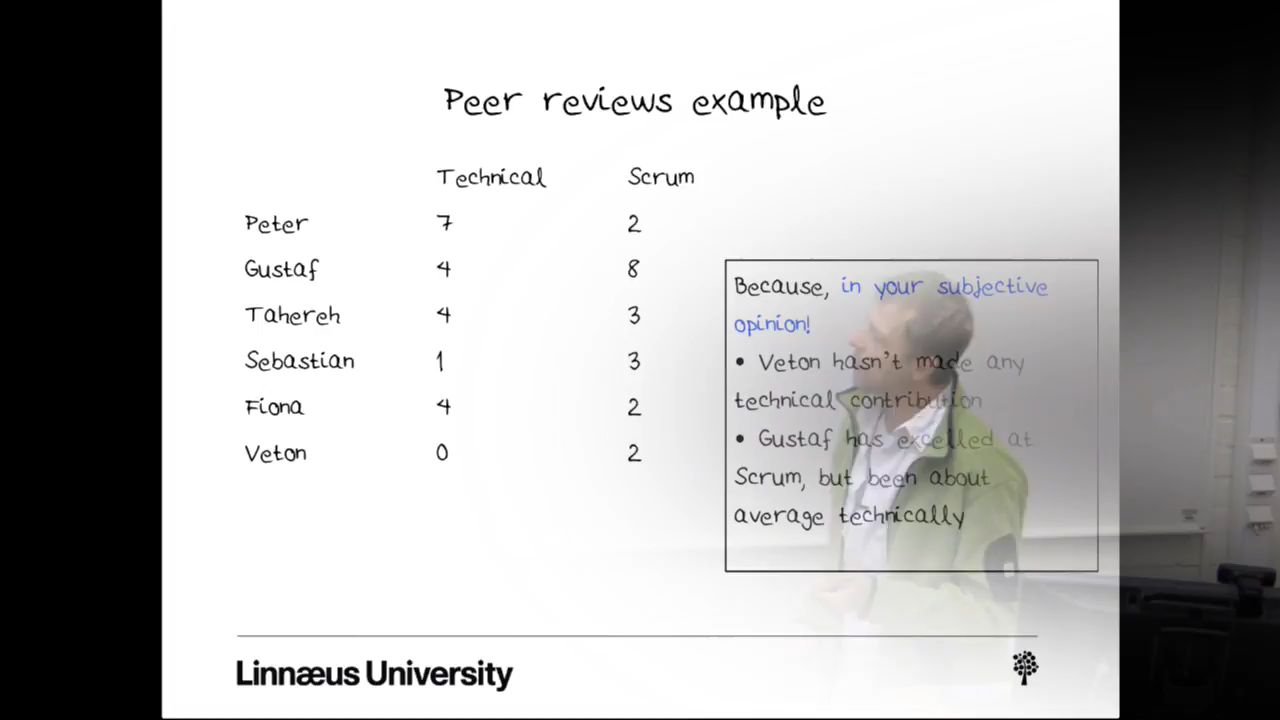 Peer reviews example
Technical Scrum
Peter 7 2
Gustaf 4 8
Tahereh 4 3
Sebastian 1 3
Fiona 4 2
Veton 0 2
Because, in your subjective
opinion!
• Veton hasn't made any
technical contribution
• Gustaf has excelled at
Scrum, but been about
average technically
Linnæus University